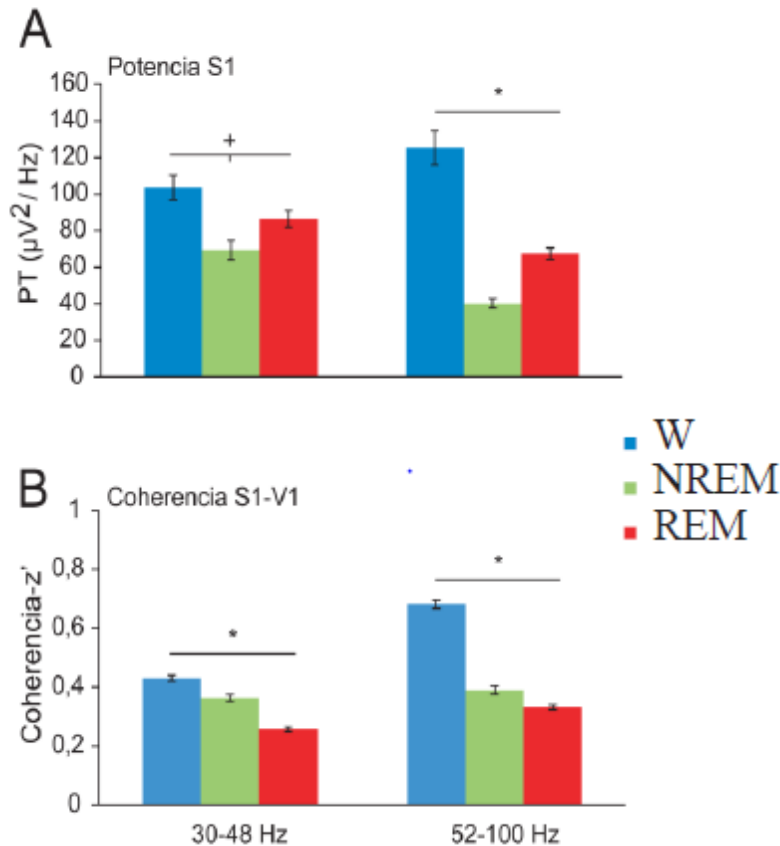 A
Potencia S1
PT (µV2/ Hz)
160
140
120
100
80
60
40
20
0
+
*
W
NREM
REM
B
Coherencia S1-V1
Coherencia-z'
1
0,8
0,6
0,4
0,2
0
*
*
30-48 Hz
52-100 Hz